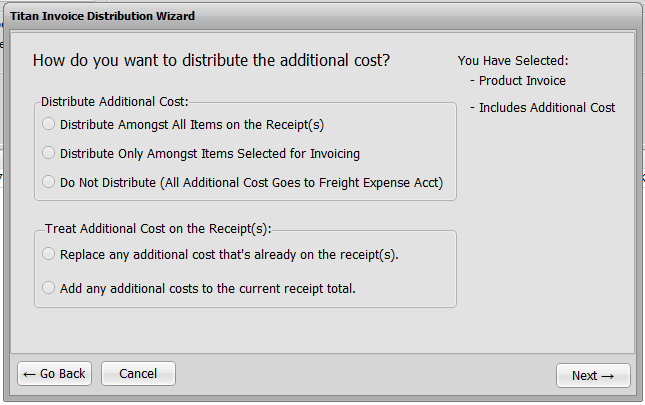 Titan Invoice Distribution Wizard
How do you want to distribute the additional cost?
You Have Selected:
- Product Invoice
- Includes Additional Cost
Distribute Additional Cost:
Distribute Amongst All Items on the Receipt(s)
Distribute Only Amongst Items Selected for Invoicing
Do Not Distribute (All Additional Cost Goes to Freight Expense Acct)
Treat Additional Cost on the Receipt(s):
Replace any additional cost that's already on the receipt(s).
Add any additional costs to the current receipt total.
← Go Back
Cancel
Next →